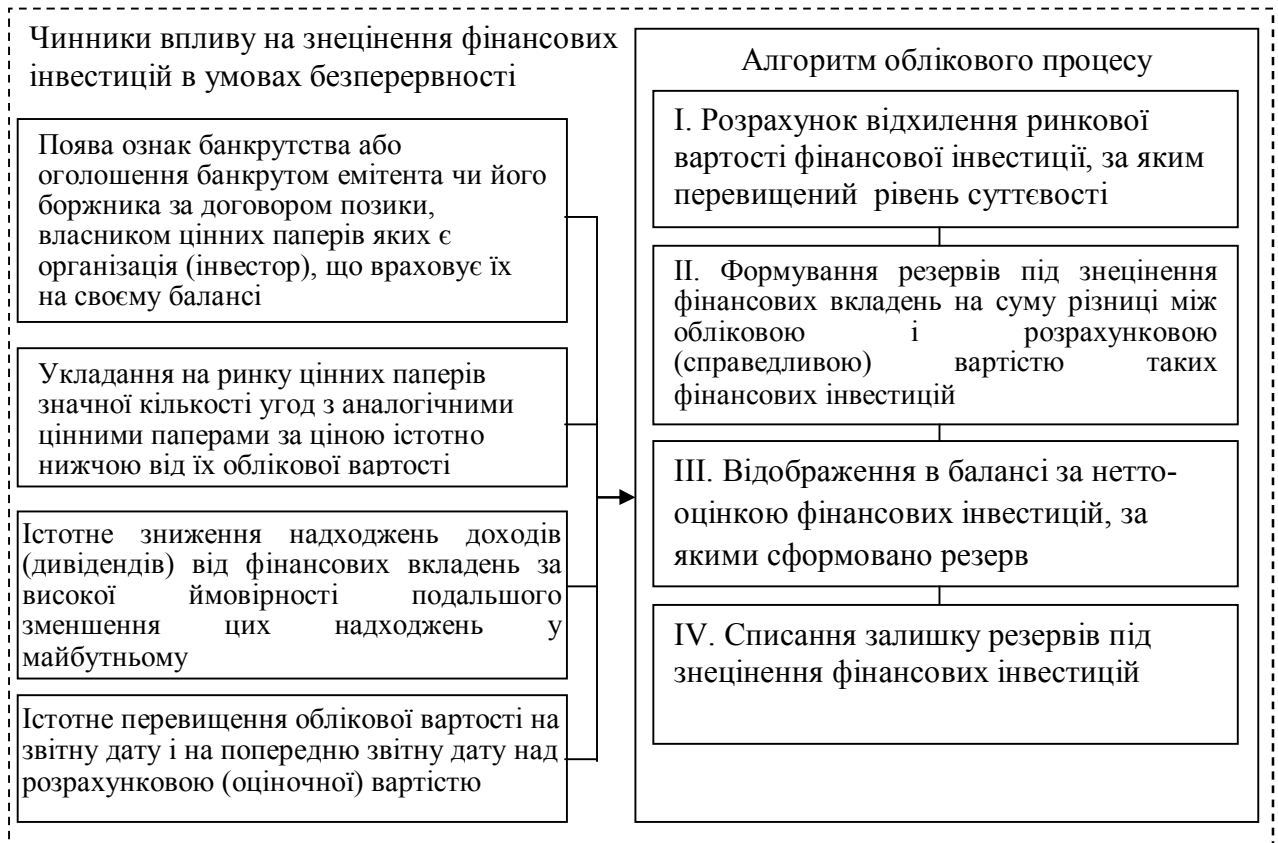 Чинники впливу на знецінення фінансових
інвестицій в умовах безперервності
Поява ознак банкрутства або
оголошення банкрутом емітента чи його
боржника за договором позики,
власником цінних паперів яких є
організація (інвестор), що враховує їх
на своєму балансі
Укладання на ринку цінних паперів
значної кількості угод з аналогічними
цінними паперами за ціною істотно
нижчою від їх облікової вартості
Істотне зниження надходжень доходів
(дивідендів) від фінансових вкладень за
високої ймовірності подальшого
зменшення цих надходжень у
майбутньому
Істотне перевищення облікової вартості на
звітну дату і на попередню звітну дату над
розрахунковою (оціночної) вартістю
Алгоритм облікового процесу
I. Розрахунок відхилення ринкової
вартості фінансової інвестиції, за яким
перевищений рівень суттєвості
II. Формування резервів під знецінення
фінансових вкладень на суму різниці між
обліковою і розрахунковою
(справедливою) вартістю таких
фінансових інвестицій
III. Відображення в балансі за нетто-
оцінкою фінансових інвестицій, за
якими сформовано резерв
IV. Списання залишку резервів під
знецінення фінансових інвестицій